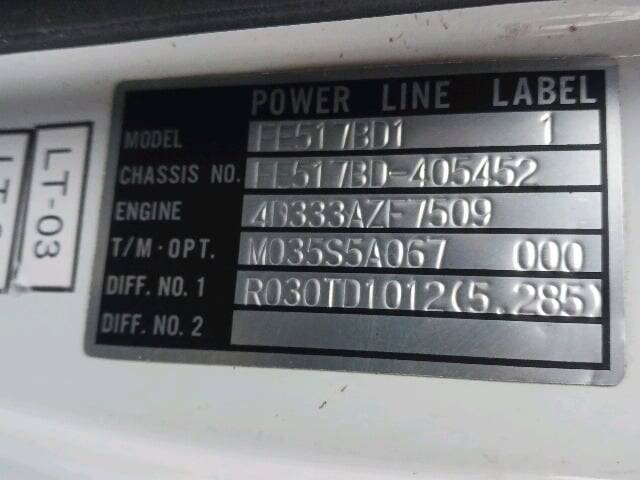 POWER LINE LABEL
MODEL FE517BD1 1
CHASSIS NO. FE517BD-405452
ENGINE 4D333AZF7509
T/M·OPT. M035S5A067 000
DIFF. NO. 1 R030TD1012(5.285)
DIFF. NO. 2
LT-03